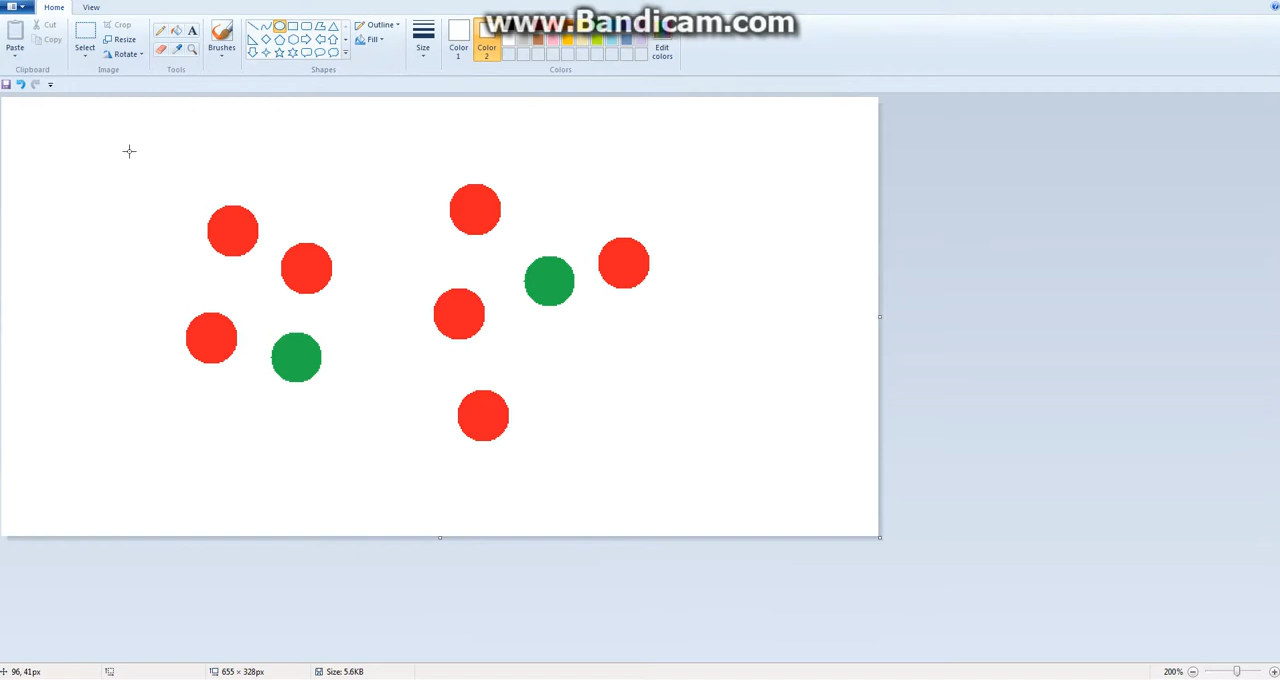 Home View
www.Bandicam.com
Cut
Copy
Paste
Clipboard
Crop
Resize
Rotate
Select
Image
A
Tools
Brushes
Shapes
Outline
Fill
Size
Color
1
Color
2
Edit
colors
Colors
96, 41px
655 × 328px
Size: 5.6KB
200%